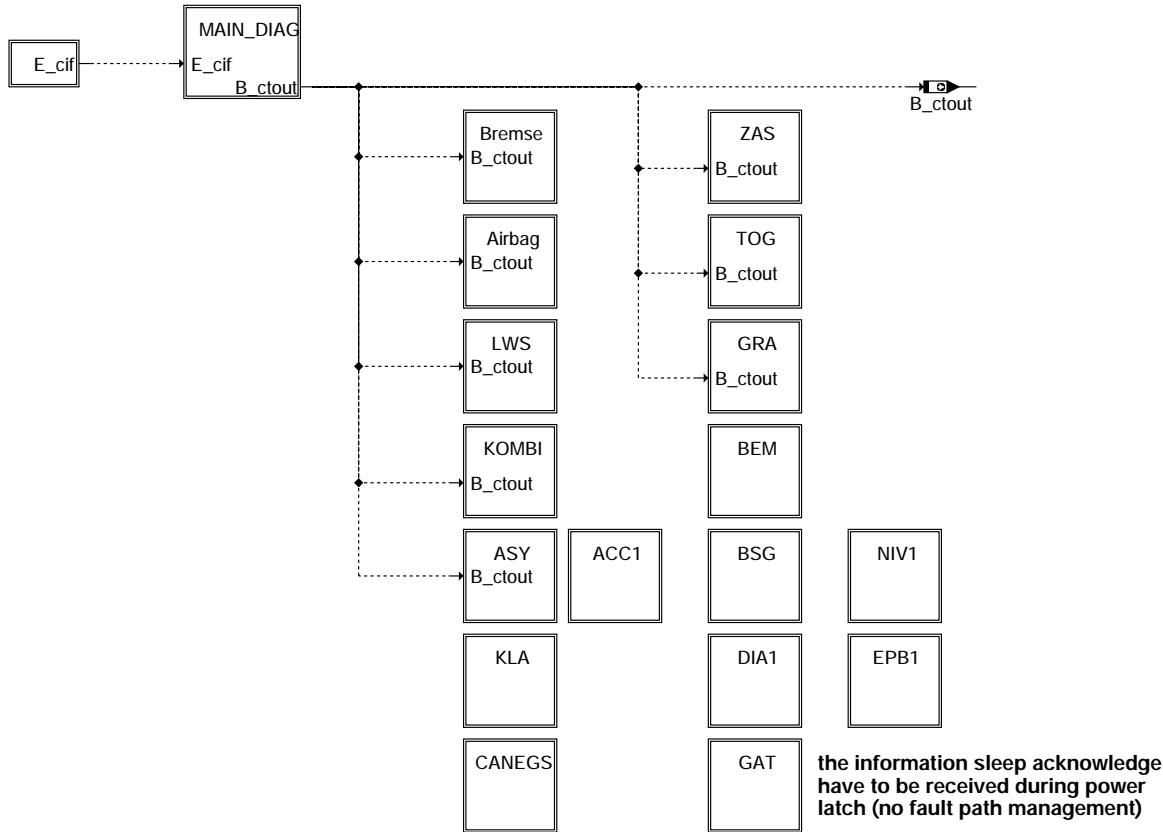 MAIN_DIAG
E_cif
E_cif
B_ctout
B_ctout
Bremse
B_ctout
ZAS
B_ctout
Airbag
B_ctout
TOG
B_ctout
LWS
B_ctout
GRA
B_ctout
KOMBI
B_ctout
BEM
ASY
B_ctout
ACC1
BSG
NIV1
KLA
DIA1
EPB1
CANEGS
GAT
the information sleep acknowledge
have to be received during power
latch (no fault path management)